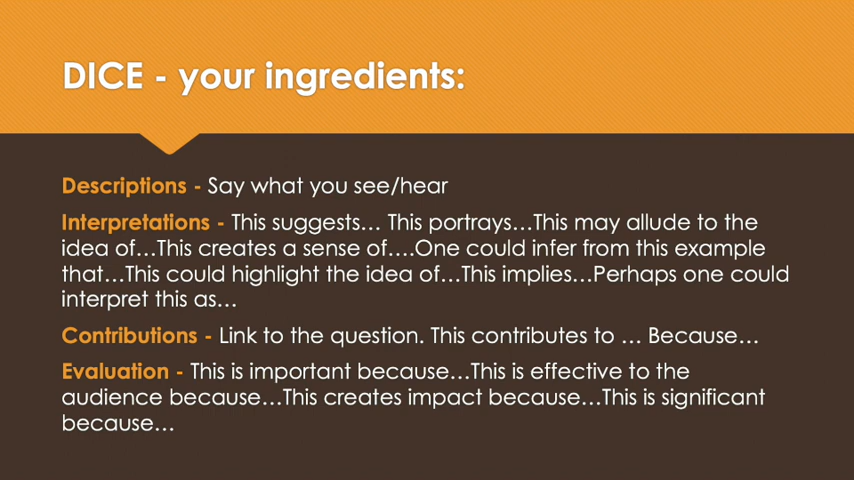 DICE - your ingredients:
Descriptions - Say what you see/hear
Interpretations - This suggests... This portrays...This may allude to the
idea of...This creates a sense of....One could infer from this example
that...This could highlight the idea of...This implies...Perhaps one could
interpret this as...
Contributions - Link to the question. This contributes to ... Because...
Evaluation - This is important because...This is effective to the
audience because...This creates impact because...This is significant
because...